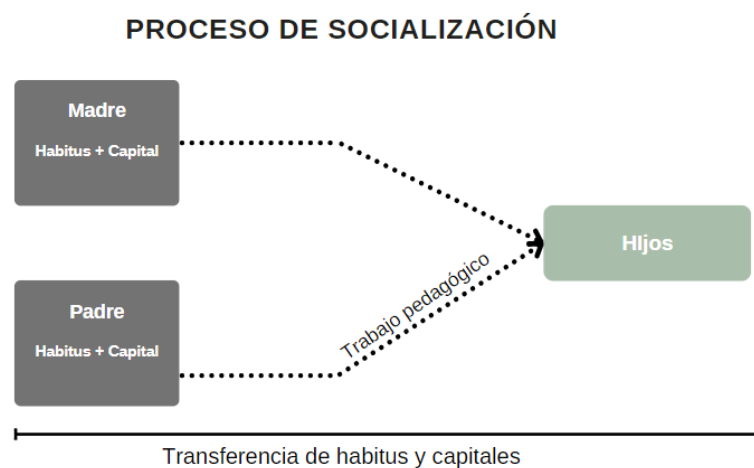 PROCESO DE SOCIALIZACIÓN
Madre
Habitus + Capital
HIjos
Trabajo pedagógico
Padre
Habitus + Capital
Transferencia de habitus y capitales